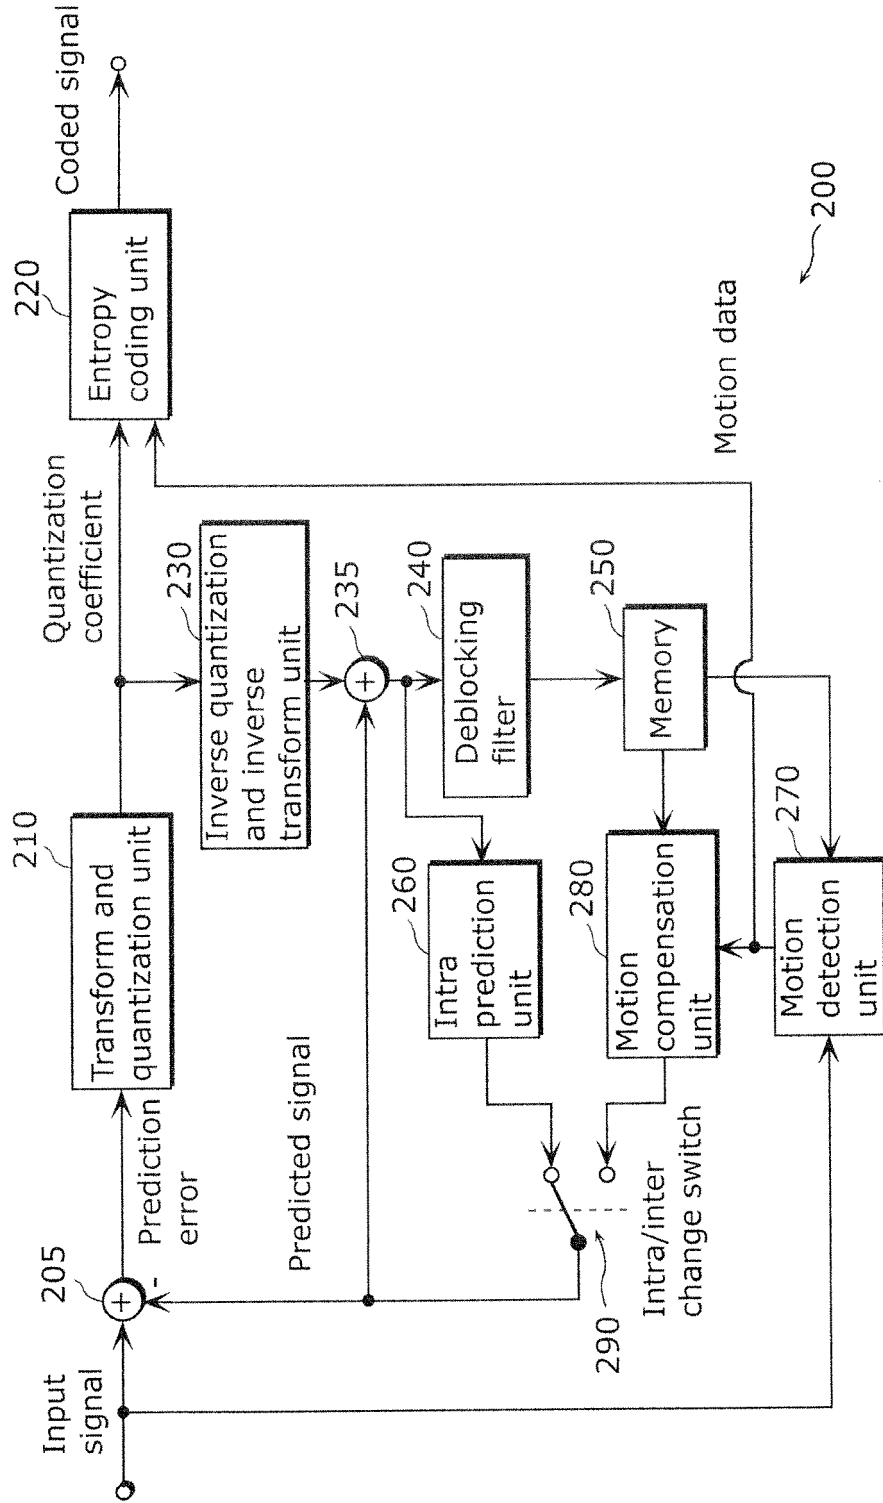 Input
signal
205
Prediction
error
-
+
210
Transform and
quantization unit
Quantization
coefficient
220
Entropy
coding unit
Coded signal
230
Inverse quantization
and inverse
transform unit
Predicted signal
235
+
240
Deblocking
filter
260
Intra
prediction
unit
250
Memory
280
Motion
compensation
unit
290
Intra/inter
change switch
270
Motion
detection
unit
Motion data
200